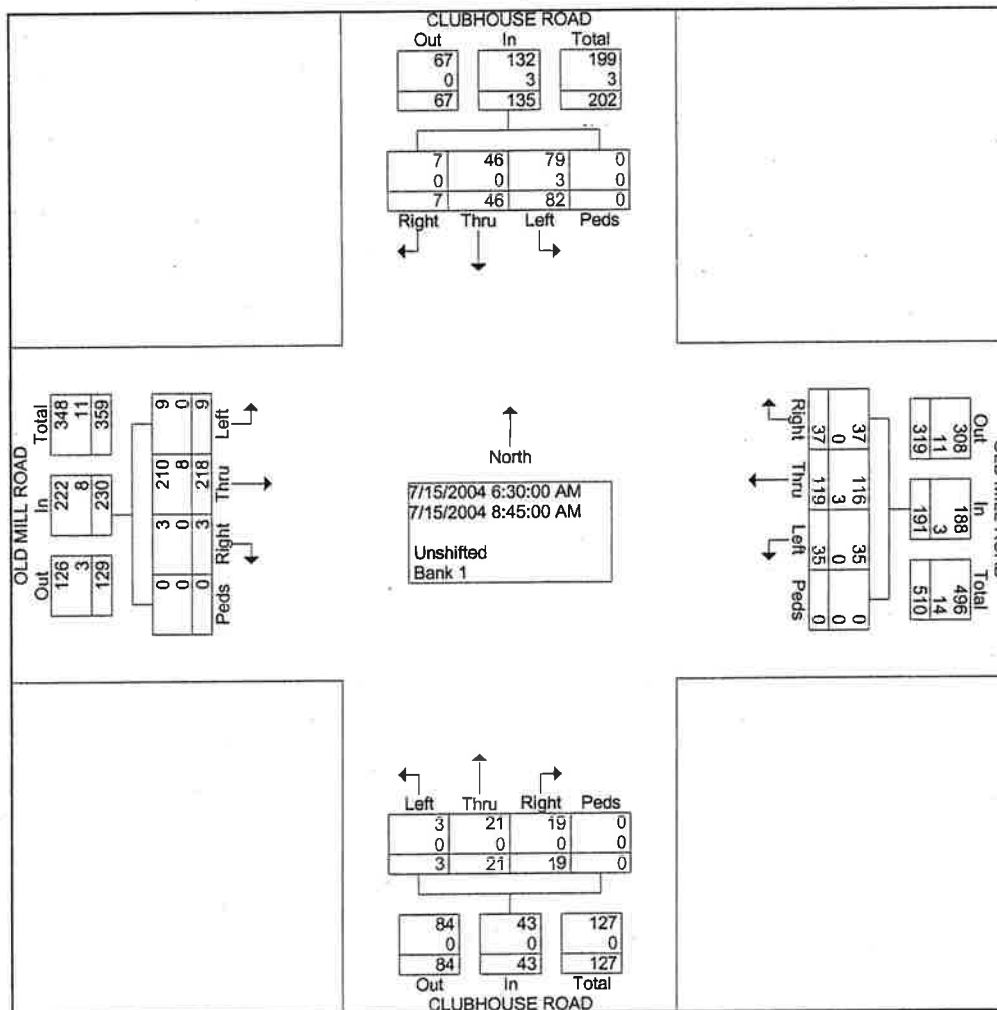 CLUBHOUSE ROAD
Out In Total
67 132 199
0 3 3
67 135 202
7 46 79 0
0 0 3 0
7 46 82 0
Right Thru Left Peds
OLD MILL ROAD
Total In Out
348 222 126
11 8 3
359 230 129
9 210 3 0
0 8 0 0
9 218 3 0
Left Thru Right Peds
North
7/15/2004 6:30:00 AM
7/15/2004 8:45:00 AM
Unshifted
Bank 1
Right Thru Left Peds
37 119 35 0
0 3 0 0
37 116 35 0
Out In Total
308 188 496
11 3 14
319 191 510
Left Thru Right Peds
3 21 19 0
0 0 0 0
3 21 19 0
84 43 127
0 0 0
84 43 127
Out In Total
CLUBHOUSE ROAD